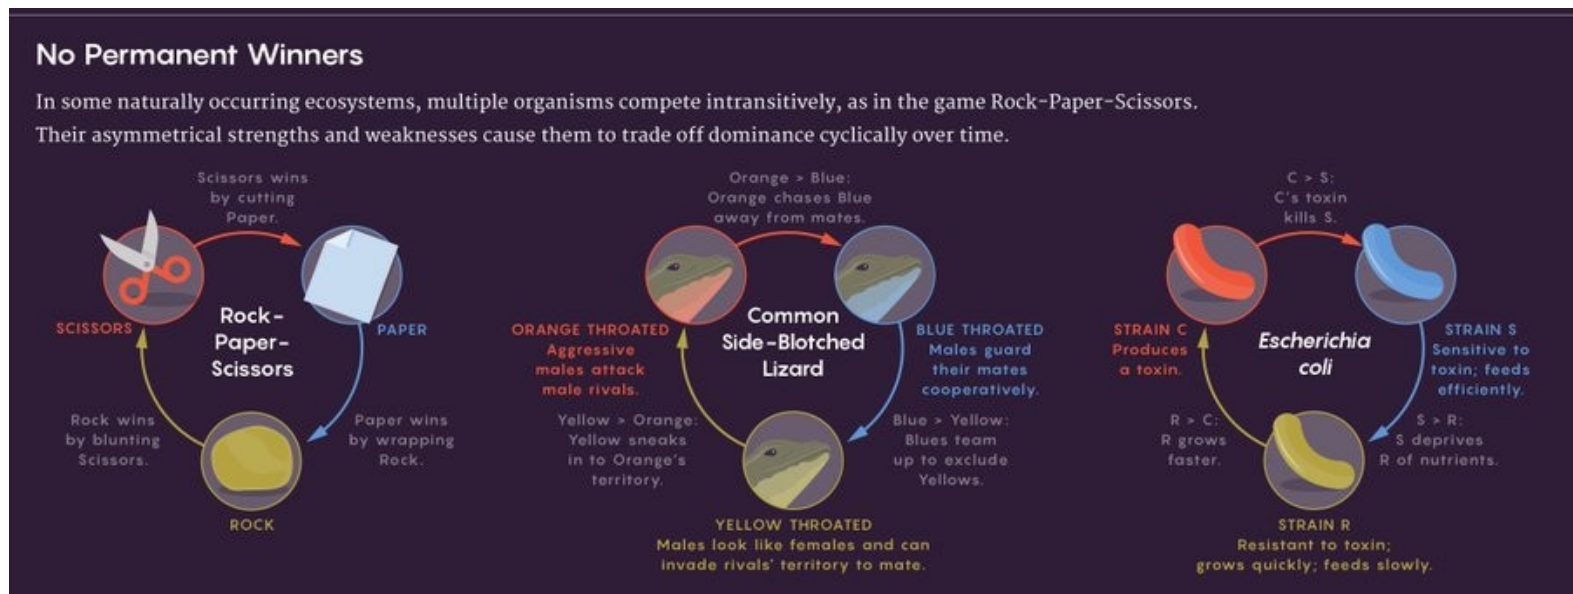 No Permanent Winners
In some naturally occurring ecosystems, multiple organisms compete intransitively, as in the game Rock-Paper-Scissors.
Their asymmetrical strengths and weaknesses cause them to trade off dominance cyclically over time.
Scissors wins
by cutting
Paper.
SCISSORS
PAPER
Rock-
Paper-
Scissors
Rock wins
by blunting
Scissors.
Paper wins
by wrapping
Rock.
ROCK
Orange > Blue:
Orange chases Blue
away from mates.
ORANGE THROATED
Aggressive
males attack
male rivals.
Common
Side-Blotched
Lizard
BLUE THROATED
Males guard
their mates
cooperatively.
Yellow > Orange:
Yellow sneaks
in to Orange's
territory.
Blue > Yellow:
Blues team
up to exclude
Yellows.
YELLOW THROATED
Males look like females and can
invade rivals' territory to mate.
C > S:
C's toxin
kills S.
STRAIN C
Produces
a toxin.
Escherichia
coli
STRAIN S
Sensitive to
toxin; feeds
efficiently.
R > C:
R grows
faster.
S > R:
S deprives
R of nutrients.
STRAIN R
Resistant to toxin;
grows quickly; feeds slowly.